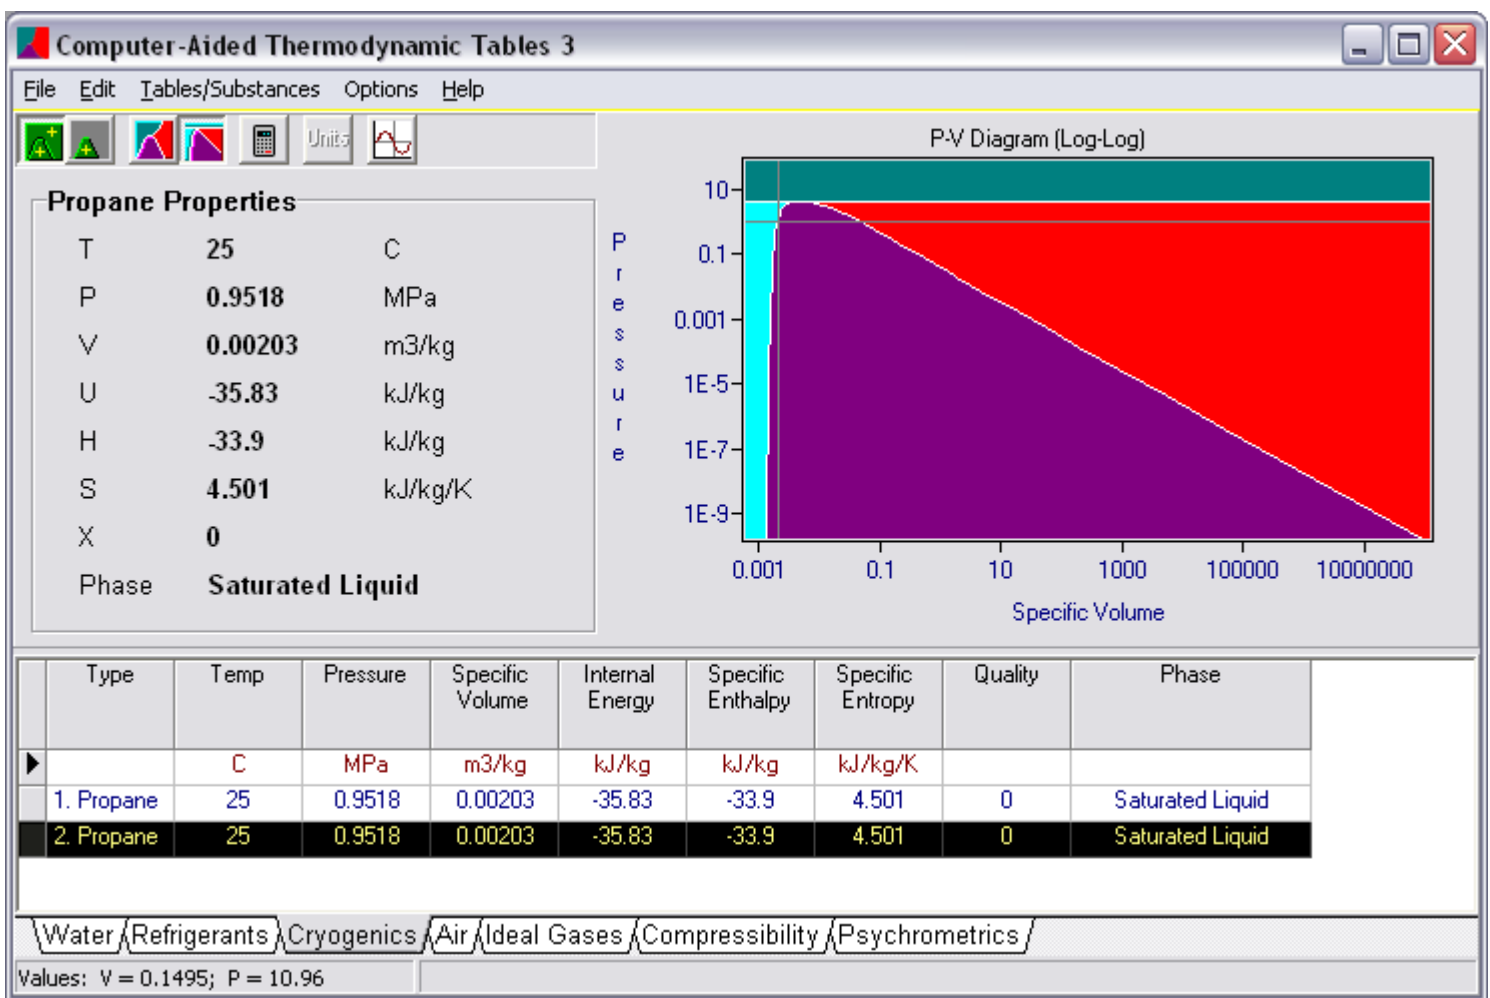 Computer-Aided Thermodynamic Tables 3
File Edit Tables/Substances Options Help
Units
P-V Diagram (Log-Log)
Propane Properties
T 25 C
P 0.9518 MPa
V 0.00203 m3/kg
U -35.83 kJ/kg
H -33.9 kJ/kg
S 4.501 kJ/kg/K
X 0
Phase Saturated Liquid
Pressure
10
0.1
0.001
1E-5
1E-7
1E-9
0.001 0.1 10 1000 100000 10000000
Specific Volume
Type Temp Pressure Specific Volume Internal Energy Specific Enthalpy Specific Entropy Quality Phase
C MPa m3/kg kJ/kg kJ/kg kJ/kg/K
1. Propane 25 0.9518 0.00203 -35.83 -33.9 4.501 0 Saturated Liquid
2. Propane 25 0.9518 0.00203 -35.83 -33.9 4.501 0 Saturated Liquid
Water Refrigerants Cryogenics Air Ideal Gases Compressibility Psychrometrics
Values: V = 0.1495; P = 10.96